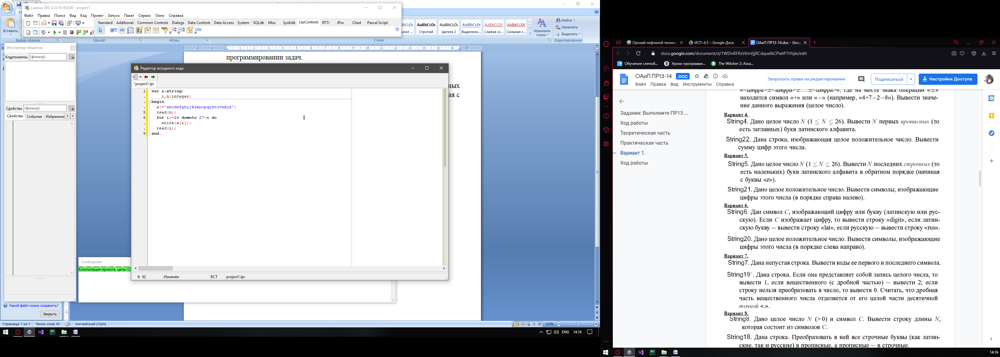 Lazarus IDE v2.0.10 r63526 - project1
Файл Правка Поиск Вид Код Проект Запуск Пакет Сервис Окно Справка
Standard Additional Common Controls Dialogs Data Controls Data Access System SQLdb Misc SynEdit LazControls RTTI IPro Chart Pascal Script
Вставить
Буфер обмена Шрифт Абзац Стили Редактирование
AaBbCcDc AaBbCcDc AaBbCcDc AABBCCDD AABBCCDD
Строгий Цитата 2 Выделенн... Слабая сс... Сильная с...
Изменить стили
Найти
Заменить
Выделить
Инспектор объектов
Компоненты (фильтр)
Свойства (фильтр)
Свойства События Избранное
программировании задач.
ных
ая с
Редактор исходного кода
*project1.lpr
1 var a:string;
. i,n:integer;
. begin
. a:='abcdefghijklmnopqrstuvwxyz';
5 read(n);
6 for i:=26 downto 27-n do
. write(a[i]);
. read(i);
9 end.
6: 62 Изменён ВСТ project1.lpr
Сообщения
Компиляция проекта, цель: C:
Какой файл нужно сохранить?
Закрыть
Страница: 1 из 1 Число слов: 43 Английский (США) 120%
ENG 14:16
Орский нефтяной технику ИСП-4,5 – Google Диск ОАиП ПР13-14.doc - Goog
docs.google.com/document/d/1WDnRFRsVJmVjjRCdquelkCPwtP7tYqle/edit
Обучение слепой... Уроки программи... The Witcher 2: Assa...
ОАиП ПР13-14 .DOC
Файл Правка Вид Инструменты Справка
Запросить права на редактирование
Подписаться
Настройки Доступа
Задание: Выполните ПР13 ...
Ход работы
Теоретическая часть
Практическая часть
Вариант 1.
Ход работы
«<цифра>±<цифра>±. . .±<цифра>», где на месте знака операции «±»
находится символ «+» или «−» (например, «4+7−2−8»). Вывести значе-
ние данного выражения (целое число).
Вариант 4.
String4. Дано целое число N (1 ≤ N ≤ 26). Вывести N первых прописных (то
есть заглавных) букв латинского алфавита.
String22. Дана строка, изображающая целое положительное число. Вывести
сумму цифр этого числа.
Вариант 5.
String5. Дано целое число N (1 ≤ N ≤ 26). Вывести N последних строчных (то
есть маленьких) букв латинского алфавита в обратном порядке (начиная
с буквы «z»).
String21. Дано целое положительное число. Вывести символы, изображающие
цифры этого числа (в порядке справа налево).
Вариант 6.
String6. Дан символ C, изображающий цифру или букву (латинскую или рус-
скую). Если C изображает цифру, то вывести строку «digit», если латин-
скую букву — вывести строку «lat», если русскую — вывести строку «rus».
String20. Дано целое положительное число. Вывести символы, изображающие
цифры этого числа (в порядке слева направо).
Вариант 7.
String7. Дана непустая строка. Вывести коды ее первого и последнего символа.
String19°. Дана строка. Если она представляет собой запись целого числа, то
вывести 1, если вещественного (с дробной частью) — вывести 2; если
строку нельзя преобразовать в число, то вывести 0. Считать, что дробная
часть вещественного числа отделяется от его целой части десятичной
точкой «.».
Вариант 8.
String8. Дано целое число N (> 0) и символ C. Вывести строку длины N,
которая состоит из символов C.
String18. Дана строка. Преобразовать в ней все строчные буквы (как латин-
ские, так и русские) в прописные, а прописные — в строчные.
14:16